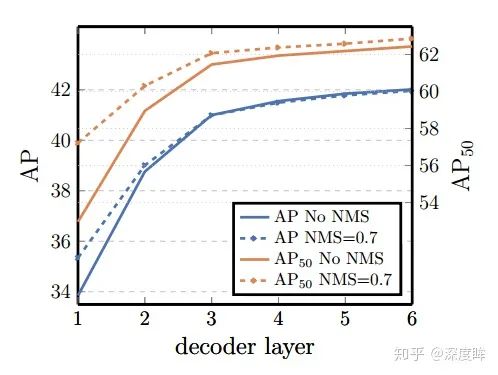 AP
42
40
38
36
34
62
60
58
56
54
AP50
AP No NMS
AP NMS=0.7
AP50 No NMS
AP50 NMS=0.7
1 2 3 4 5 6
decoder layer
知乎 @深度眸